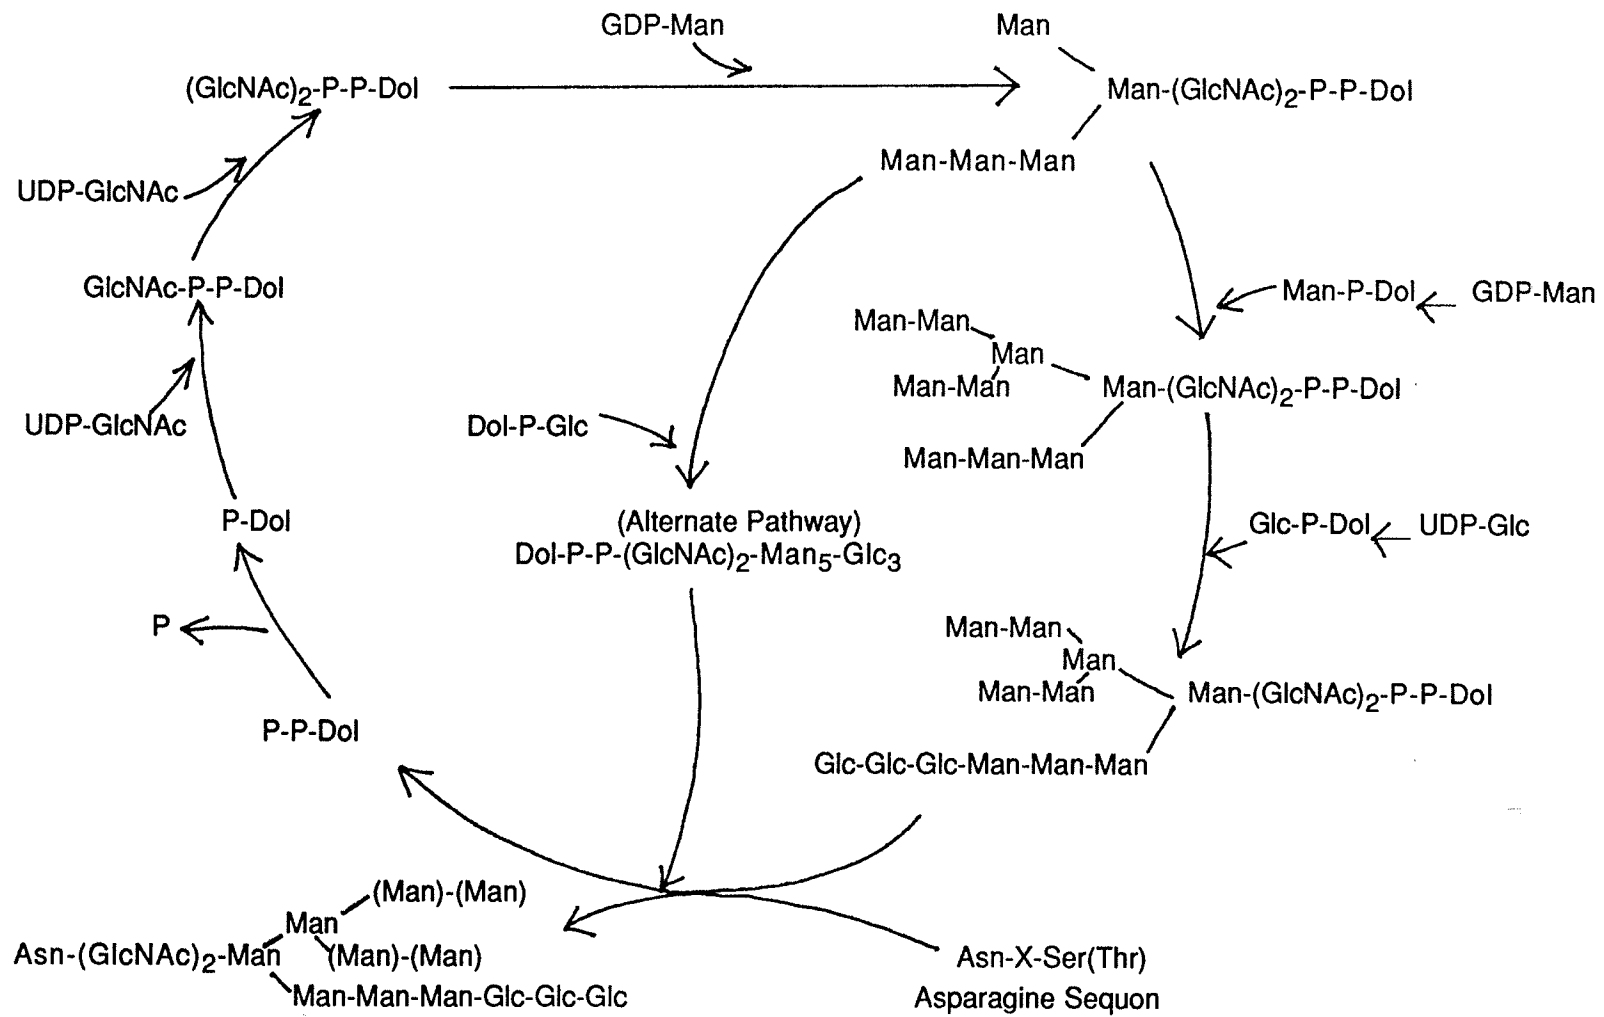 GDP-Man
Man
(GlcNAc)2-P-P-Dol
Man-(GlcNAc)2-P-P-Dol
Man-Man-Man
UDP-GlcNAc
GlcNAc-P-P-Dol
Man-P-Dol
GDP-Man
Man-Man
Man
Man-Man
Man-(GlcNAc)2-P-P-Dol
Man-Man-Man
UDP-GlcNAc
Dol-P-Glc
P-Dol
(Alternate Pathway)
Dol-P-P-(GlcNAc)2-Man5-Glc3
Glc-P-Dol
UDP-Glc
P
Man-Man
Man
Man-Man
Man-(GlcNAc)2-P-P-Dol
Glc-Glc-Glc-Man-Man-Man
P-P-Dol
(Man)-(Man)
Man
Asn-(GlcNAc)2-Man
(Man)-(Man)
Man-Man-Man-Glc-Glc-Glc
Asn-X-Ser(Thr)
Asparagine Sequon